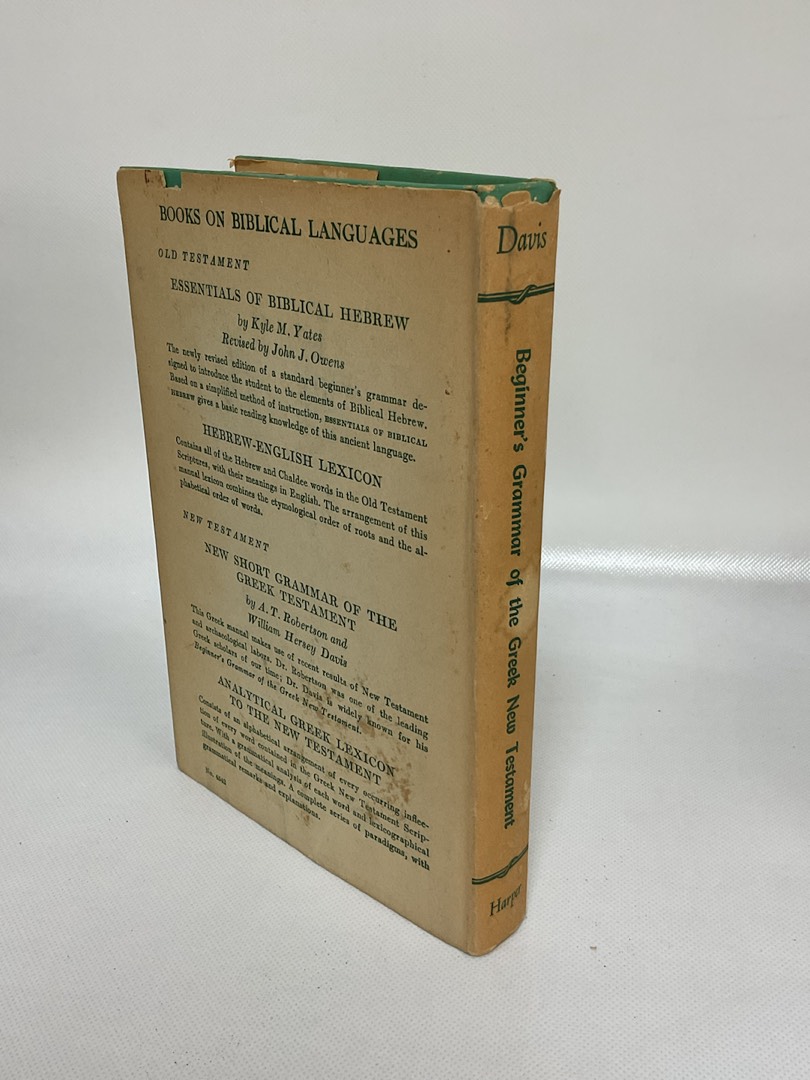 BOOKS ON BIBLICAL LANGUAGES
OLD TESTAMENT
ESSENTIALS OF BIBLICAL HEBREW
by Kyle M. Yates
Revised by John J. Owens
The newly revised edition of a standard beginner's grammar de-
signed to introduce the student to the elements of Biblical Hebrew.
Based on a simplified method of instruction, ESSENTIALS OF BIBLICAL
HEBREW gives a basic reading knowledge of this ancient language.
HEBREW-ENGLISH LEXICON
Contains all of the Hebrew and Chaldee words in the Old Testament
Scriptures, with their meanings in English. The arrangement of this
manual lexicon combines the etymological order of roots and the al-
phabetical order of words.
NEW TESTAMENT
NEW SHORT GRAMMAR OF THE
GREEK TESTAMENT
by A. T. Robertson and
William Hersey Davis
This Greek manual makes use of recent results of New Testament
and archaeological labors. Dr. Robertson was one of the leading
Greek scholars of our time; Dr. Davis is widely known for his
Beginner's Grammar of the Greek New Testament.
ANALYTICAL GREEK LEXICON
TO THE NEW TESTAMENT
Consists of an alphabetical arrangement of every occurring inflec-
tion of every word contained in the Greek New Testament Scrip-
ture. With a grammatical analysis of each word and lexicographical
illustration of the meanings. A complete series of paradigms, with
grammatical remarks and explanations.
No.
Davis
Beginner's Grammar of the Greek New Testament
Harper